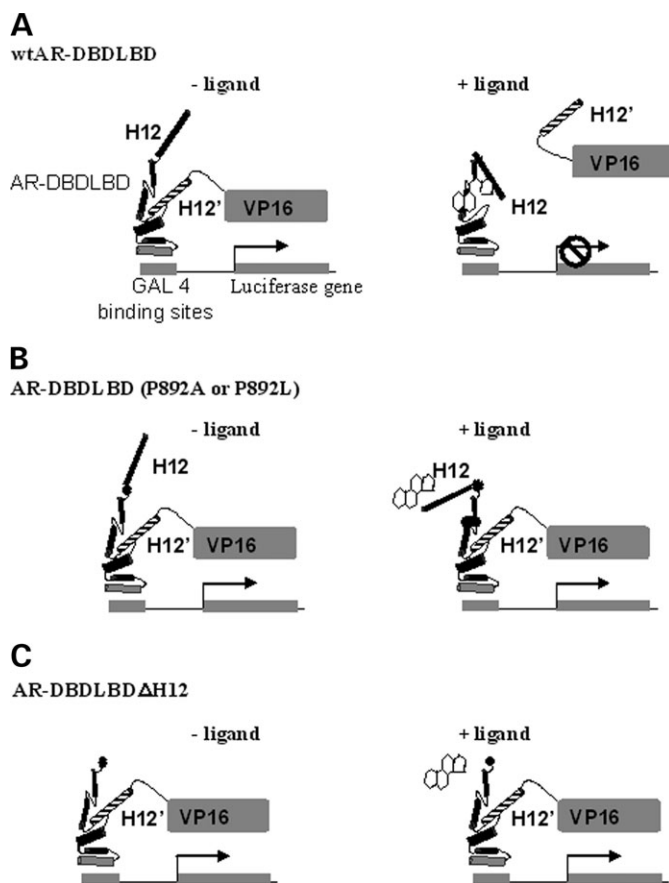 A
wtAR-DBDLBD
- ligand
+ ligand
H12
H12'
AR-DBDLBD
H12'
VP16
VP16
H12
GAL 4
binding sites
Luciferase gene
B
AR-DBDLBD (P892A or P892L)
- ligand
+ ligand
H12
H12
H12'
VP16
H12'
VP16
C
AR-DBDLBDΔH12
- ligand
+ ligand
H12'
VP16
H12'
VP16